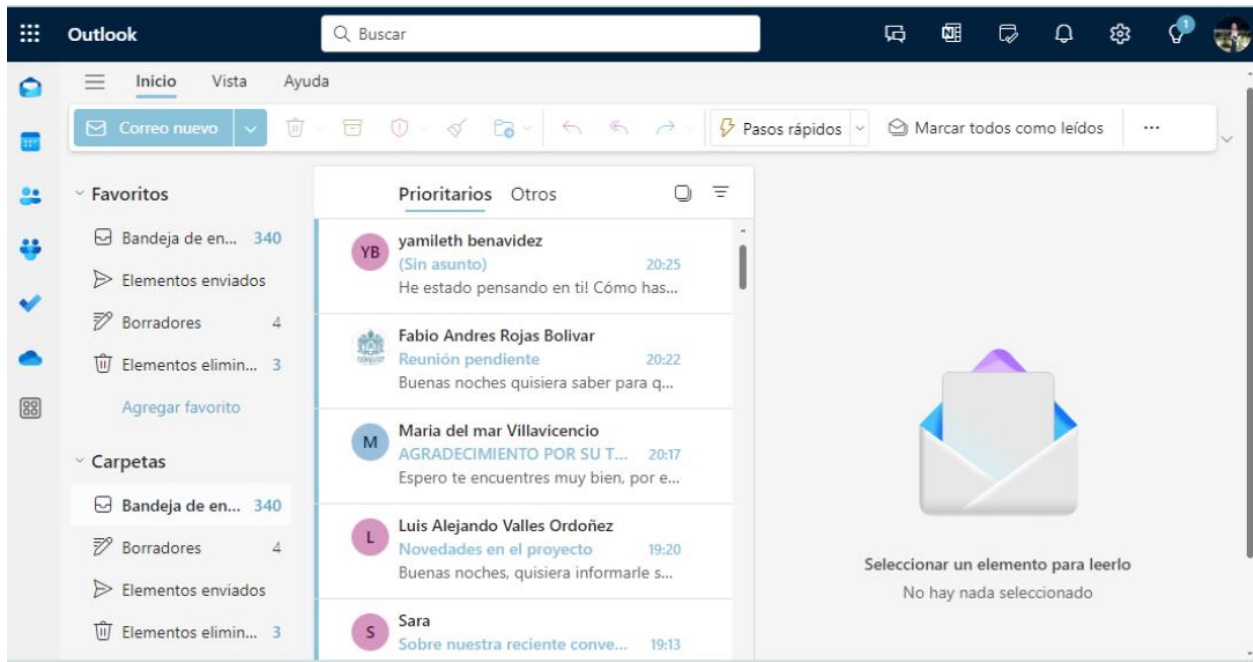 Outlook
Buscar
1
Inicio Vista Ayuda
Correo nuevo
Pasos rápidos
Marcar todos como leídos
Favoritos
Bandeja de en... 340
Elementos enviados
Borradores 4
Elementos elimin... 3
Agregar favorito
Carpetas
Bandeja de en... 340
Borradores 4
Elementos enviados
Elementos elimin... 3
Prioritarios Otros
YB
yamileth benavidez
(Sin asunto) 20:25
He estado pensando en ti! Cómo has...
Fabio Andres Rojas Bolivar
Reunión pendiente 20:22
Buenas noches quisiera saber para q...
M
Maria del mar Villavicencio
AGRADECIMIENTO POR SU T... 20:17
Espero te encuentres muy bien, por e...
L
Luis Alejando Valles Ordoñez
Novedades en el proyecto 19:20
Buenas noches, quisiera informarle s...
S
Sara
Sobre nuestra reciente conve... 19:13
Seleccionar un elemento para leerlo
No hay nada seleccionado